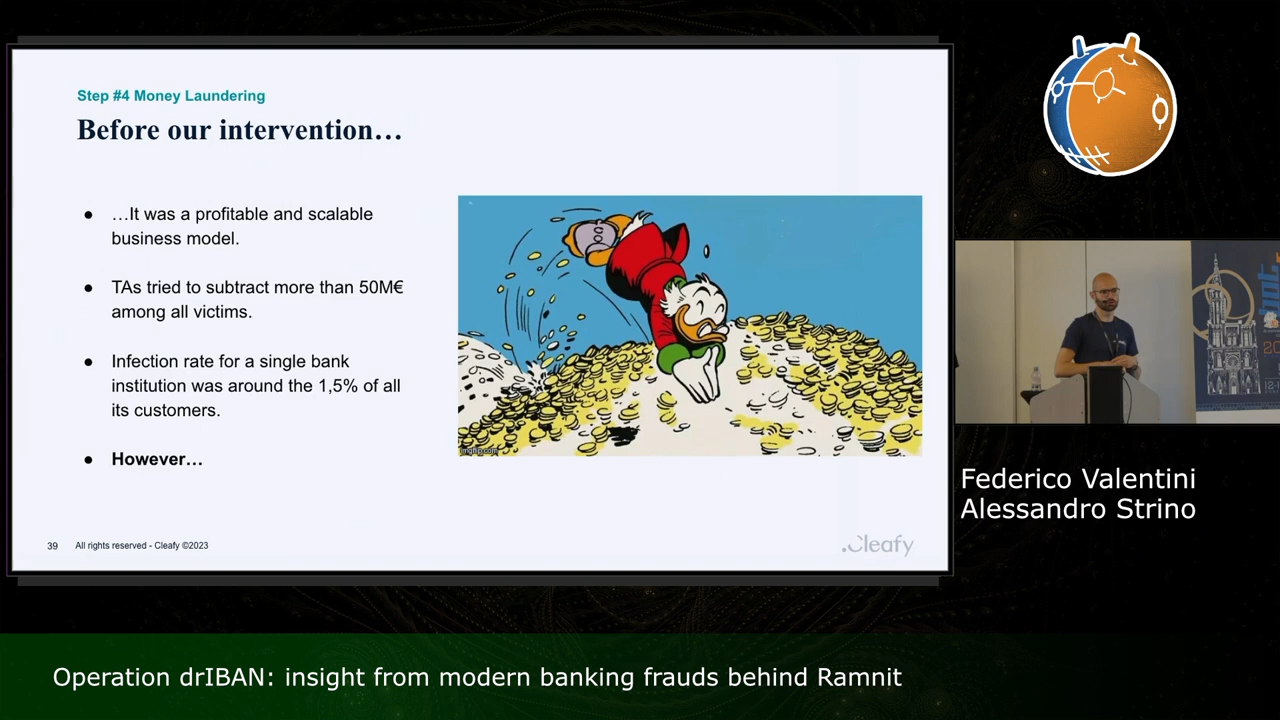 Step #4 Money Laundering
Before our intervention…
● …It was a profitable and scalable
business model.
● TAs tried to subtract more than 50M€
among all victims.
● Infection rate for a single bank
institution was around the 1,5% of all
its customers.
● However…
imgflip.com
39 All rights reserved - Cleafy ©2023
.Cleafy
Federico Valentini
Alessandro Strino
Operation drIBAN: insight from modern banking frauds behind Ramnit